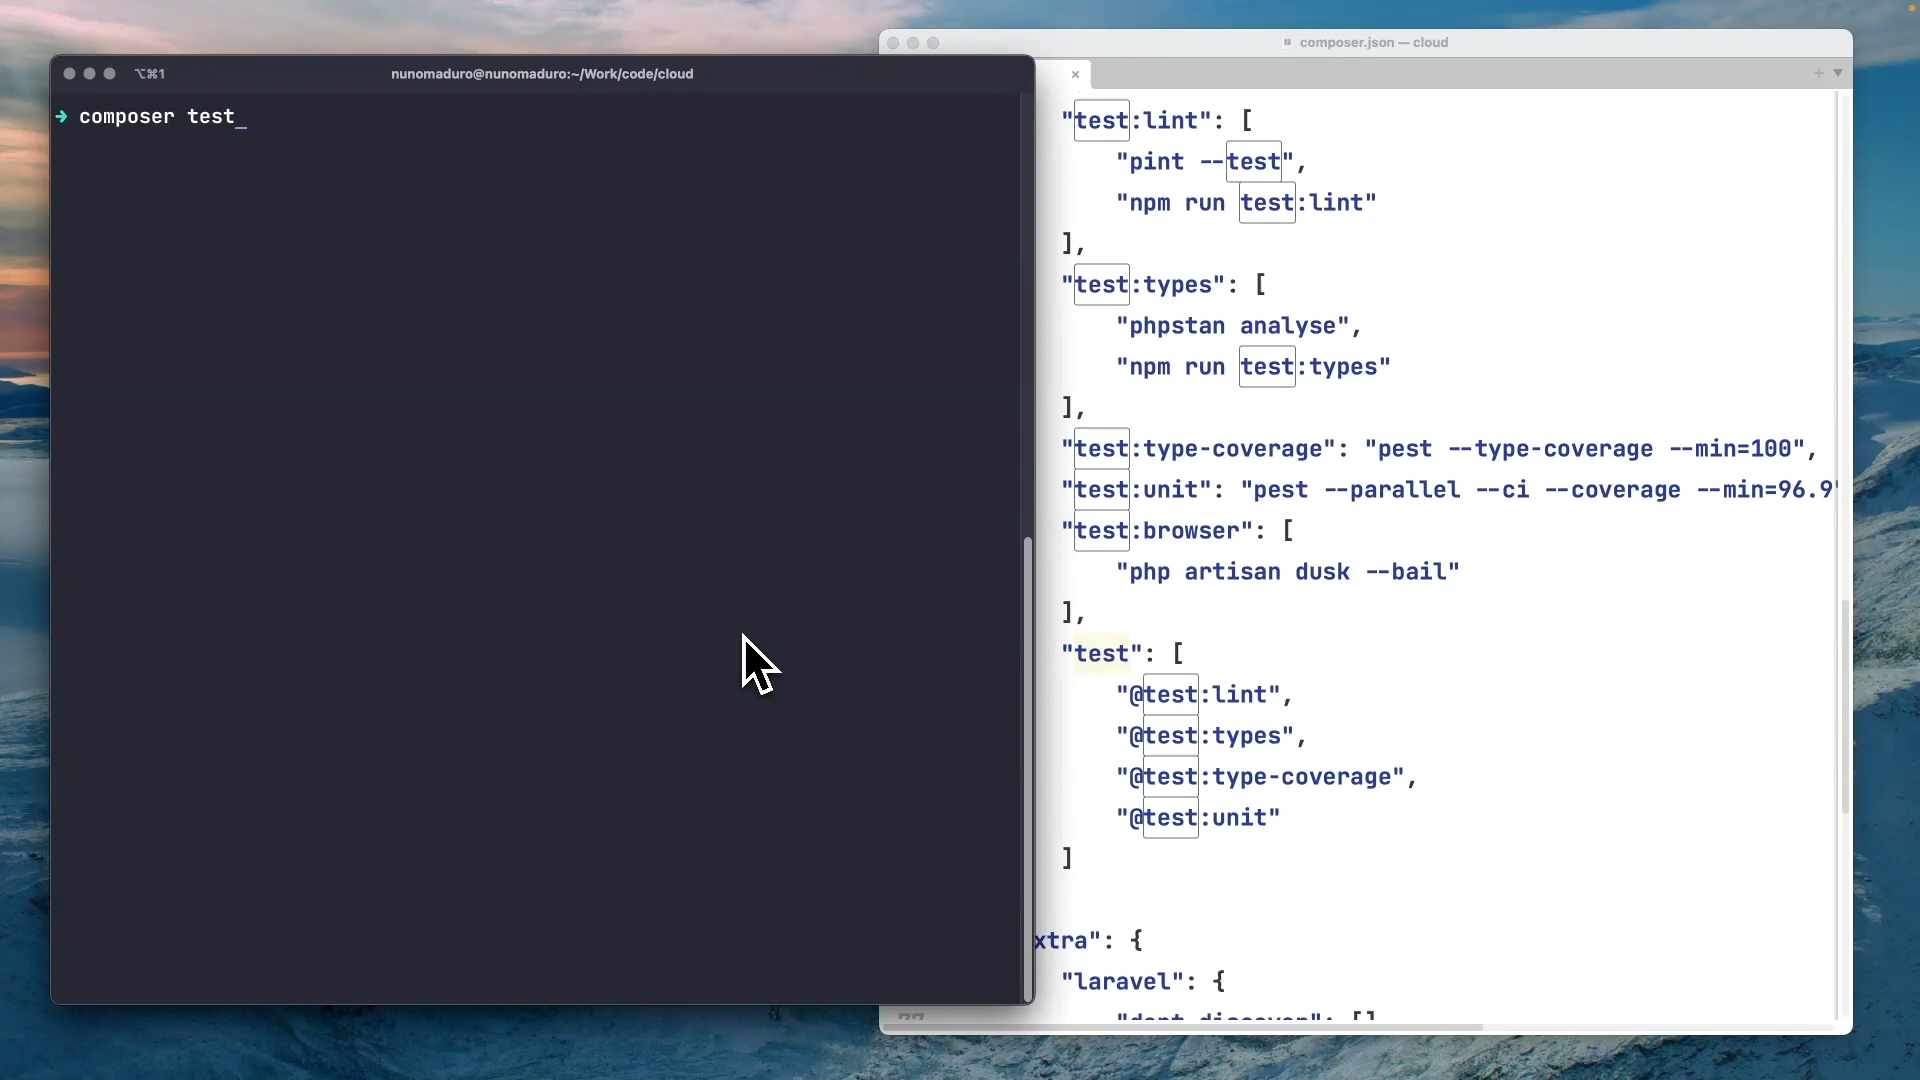 ⌥⌘1
nunomaduro@nunomaduro:~/Work/code/cloud
➜ composer test_
composer.json — cloud
"test:lint": [
"pint --test",
"npm run test:lint"
],
"test:types": [
"phpstan analyse",
"npm run test:types"
],
"test:type-coverage": "pest --type-coverage --min=100",
"test:unit": "pest --parallel --ci --coverage --min=96.9"
"test:browser": [
"php artisan dusk --bail"
],
"test": [
"@test:lint",
"@test:types",
"@test:type-coverage",
"@test:unit"
]
xtra": {
"laravel": {
"dont-discover": []
77